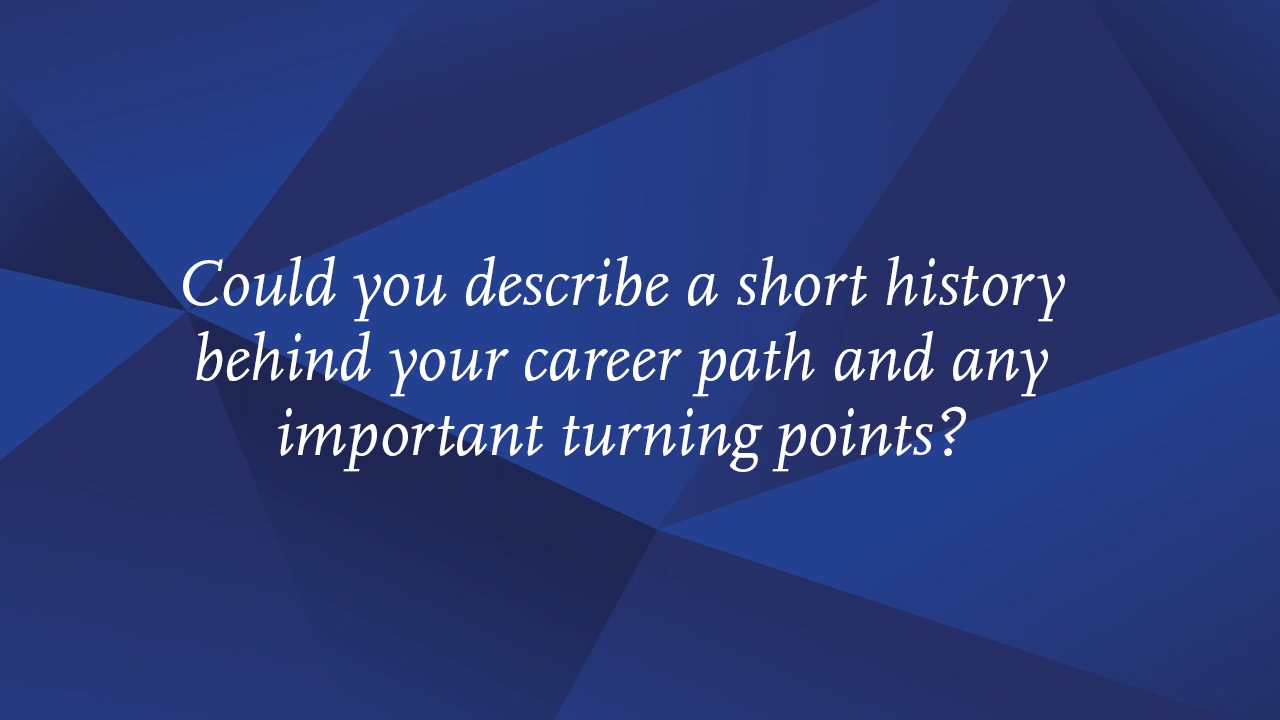 Could you describe a short history
behind your career path and any
important turning points?